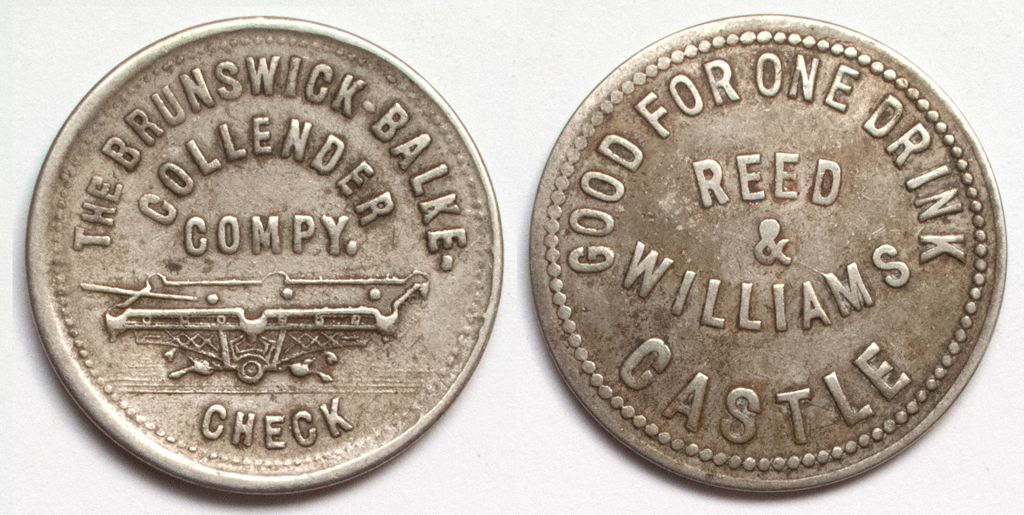 THE BRUNSWICK-BALKE-
COLLENDER
COMPY.
CHECK
GOOD FOR ONE DRINK
REED
&
WILLIAMS
CASTLE